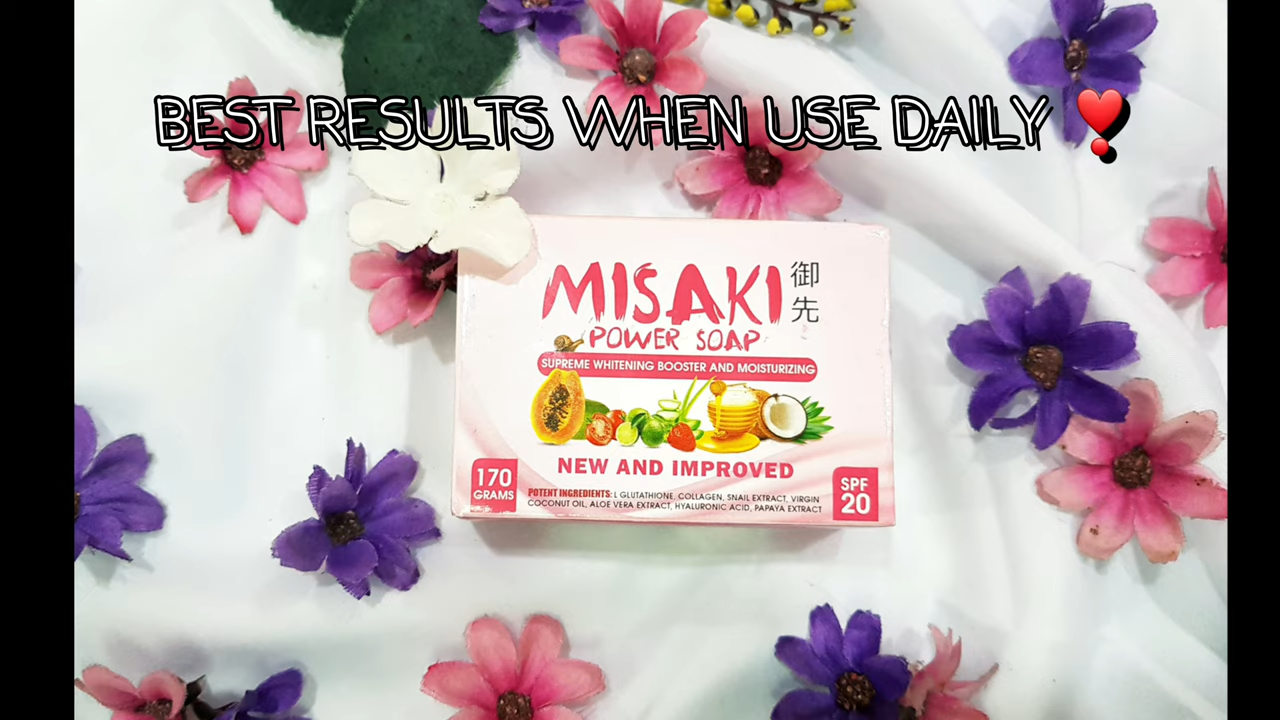 BEST RESULTS WHEN USE DAILY ❣️
MISAKI
御先
POWER SOAP
SUPREME WHITENING BOOSTER AND MOISTURIZING
NEW AND IMPROVED
170
GRAMS
POTENT INGREDIENTS: L GLUTATHIONE, COLLAGEN, SNAIL EXTRACT, VIRGIN
COCONUT OIL, ALOE VERA EXTRACT, HYALURONIC ACID, PAPAYA EXTRACT
SPF
20